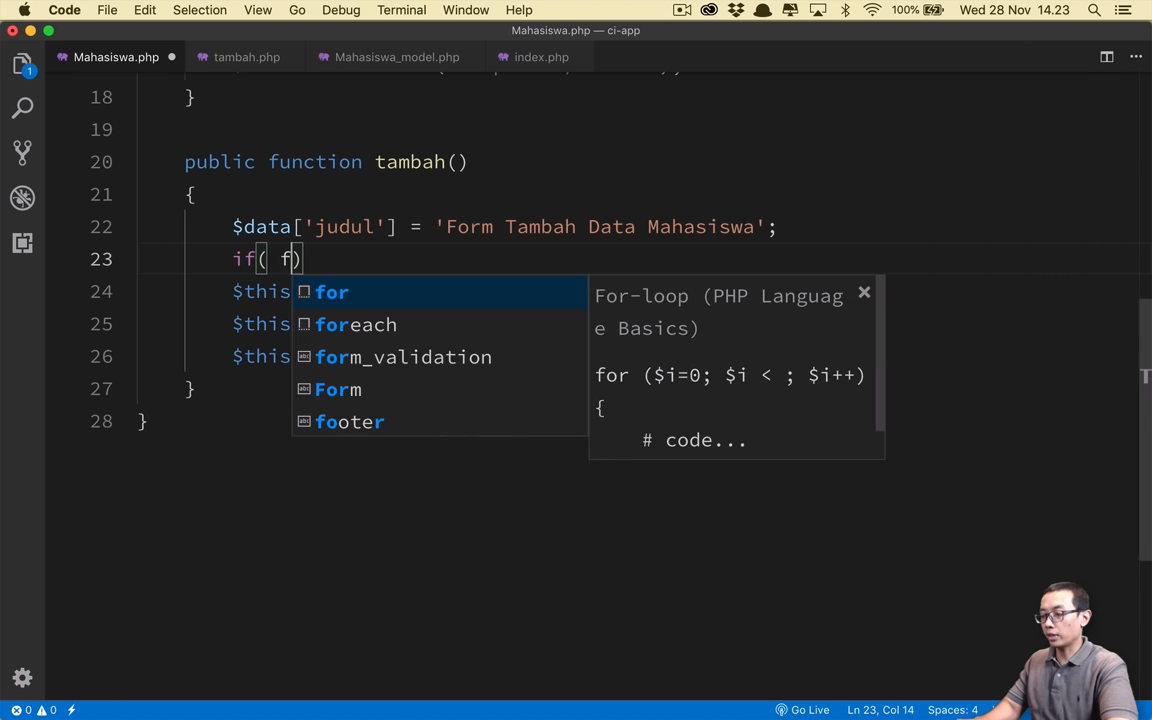 Code File Edit Selection View Go Debug Terminal Window Help 100% Wed 28 Nov 14.23
Mahasiswa.php — ci-app
Mahasiswa.php tambah.php Mahasiswa_model.php index.php
1
18 }
19
20 public function tambah()
21 {
22 $data['judul'] = 'Form Tambah Data Mahasiswa';
23 if( f)
24 $this
25 $this
26 $this
27 }
28 }
for
foreach
form_validation
Form
footer
For-loop (PHP Languag
e Basics)
for ($i=0; $i < ; $i++)
{
# code...
0 0 Go Live Ln 23, Col 14 Spaces: 4